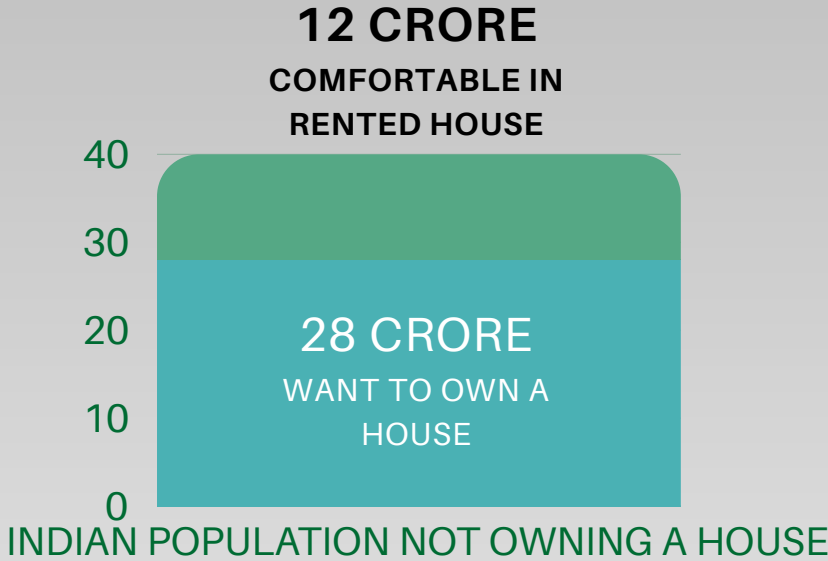 12 CRORE
COMFORTABLE IN
RENTED HOUSE
40
30
20
10
0
28 CRORE
WANT TO OWN A
HOUSE
INDIAN POPULATION NOT OWNING A HOUSE